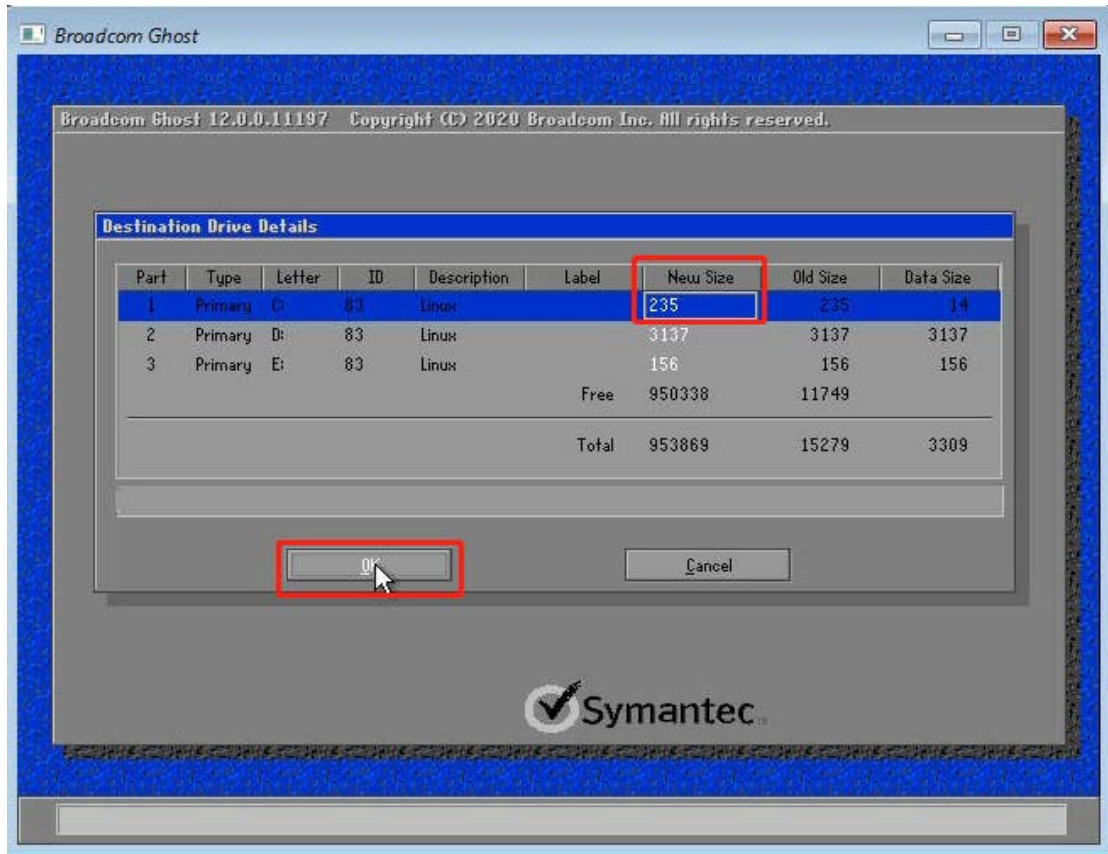 Broadcom Ghost
Broadcom Ghost 12.0.0.11197 Copyright (C) 2020 Broadcom Inc. All rights reserved.
Destination Drive Details
Part Type Letter ID Description Label New Size Old Size Data Size
1 Primary C: 83 Linux 235 235 14
2 Primary D: 83 Linux 3137 3137 3137
3 Primary E: 83 Linux 156 156 156
Free 950338 11749
Total 953869 15279 3309
OK Cancel
Symantec